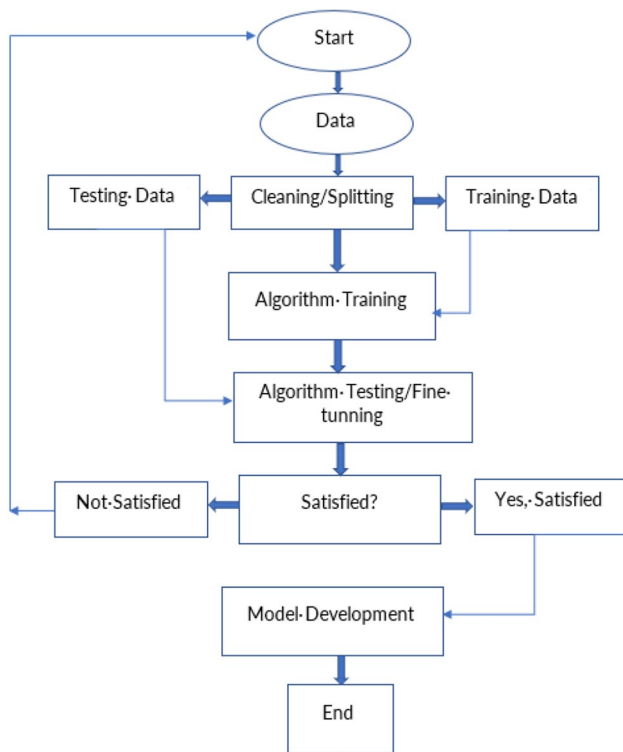 Start
Data
Testing·Data
Cleaning/Splitting
Training·Data
Algorithm·Training
Algorithm·Testing/Fine·
tunning
Not·Satisfied
Satisfied?
Yes,·Satisfied
Model·Development
End